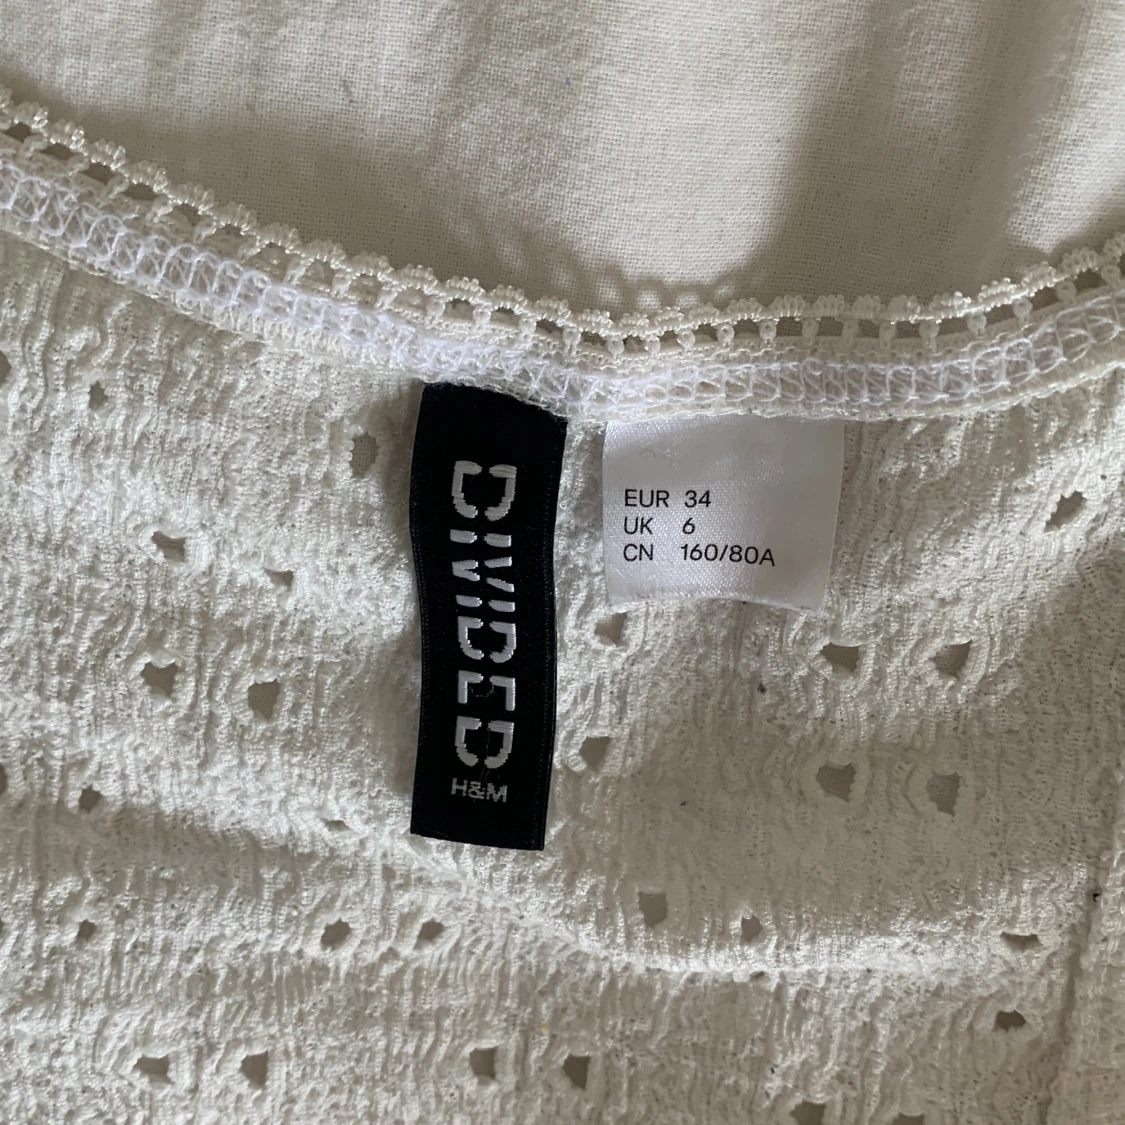 DIVIDED
H&M
EUR 34
UK 6
CN 160/80A